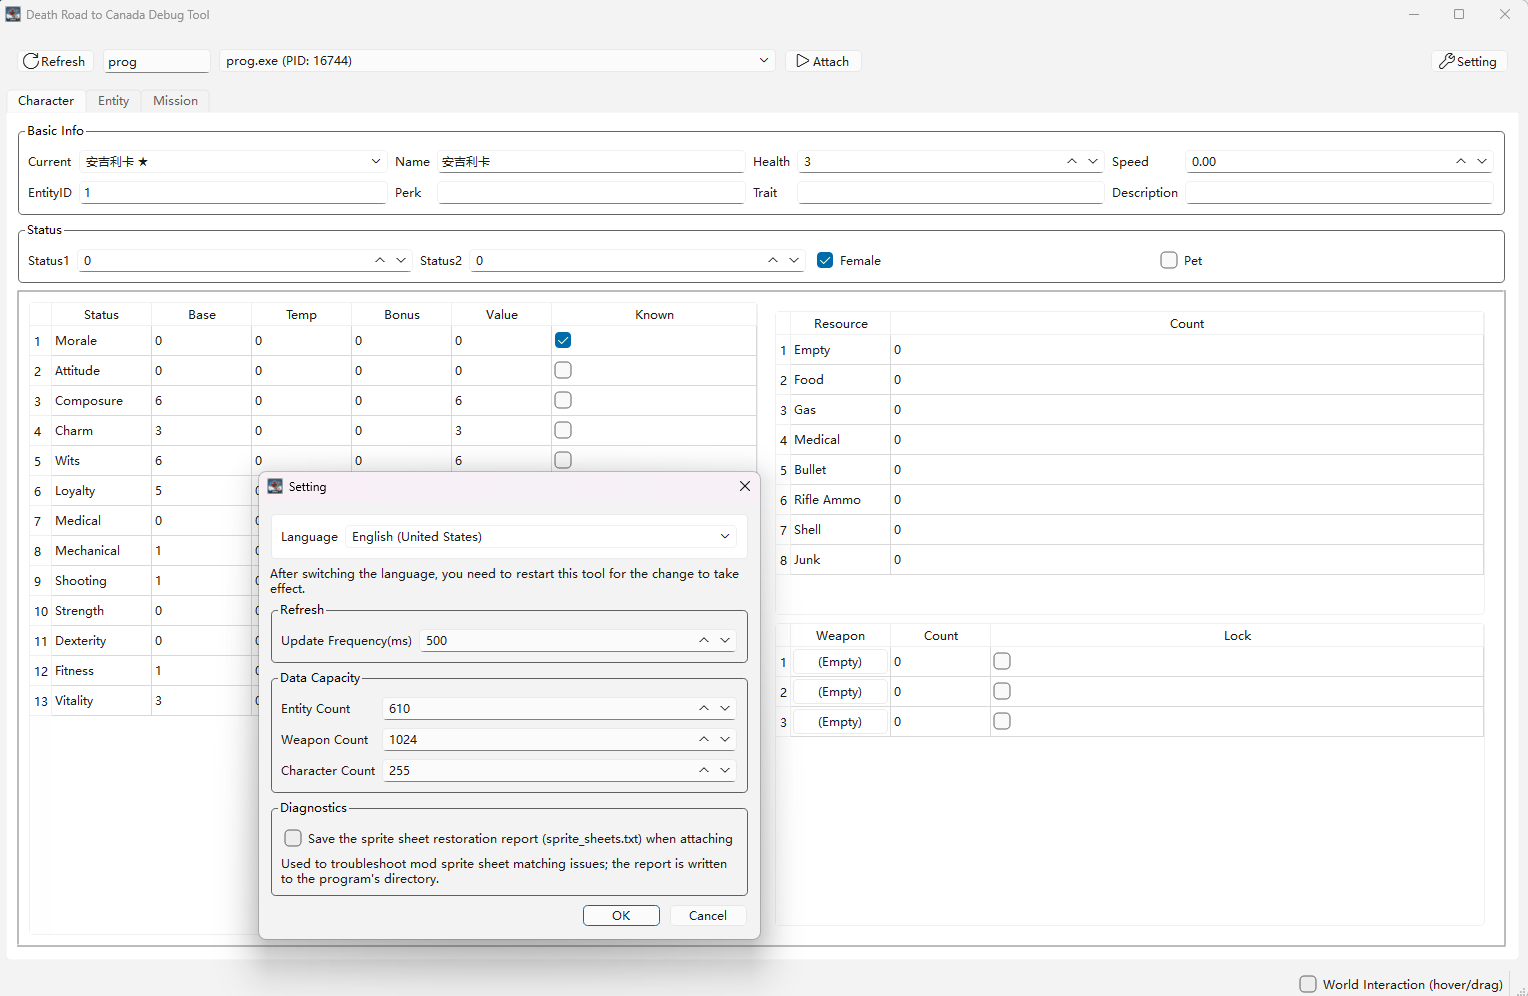 Death Road to Canada Debug Tool
Refresh prog prog.exe (PID: 16744) Attach Setting
Character Entity Mission
Basic Info
Current 安吉利卡 ★ Name 安吉利卡 Health 3 Speed 0.00
EntityID 1 Perk Trait Description
Status
Status1 0 Status2 0 Female Pet
Status Base Temp Bonus Value Known
1 Morale 0 0 0 0
2 Attitude 0 0 0 0
3 Composure 6 0 0 6
4 Charm 3 0 0 3
5 Wits 6 0 0 6
6 Loyalty 5
7 Medical 0
8 Mechanical 1
9 Shooting 1
10 Strength 0
11 Dexterity 0
12 Fitness 1
13 Vitality 3
Resource Count
1 Empty 0
2 Food 0
3 Gas 0
4 Medical 0
5 Bullet 0
6 Rifle Ammo 0
7 Shell 0
8 Junk 0
Weapon Count Lock
1 (Empty) 0
2 (Empty) 0
3 (Empty) 0
Setting
Language English (United States)
After switching the language, you need to restart this tool for the change to take
effect.
Refresh
Update Frequency(ms) 500
Data Capacity
Entity Count 610
Weapon Count 1024
Character Count 255
Diagnostics
Save the sprite sheet restoration report (sprite_sheets.txt) when attaching
Used to troubleshoot mod sprite sheet matching issues; the report is written
to the program's directory.
OK Cancel
World Interaction (hover/drag)